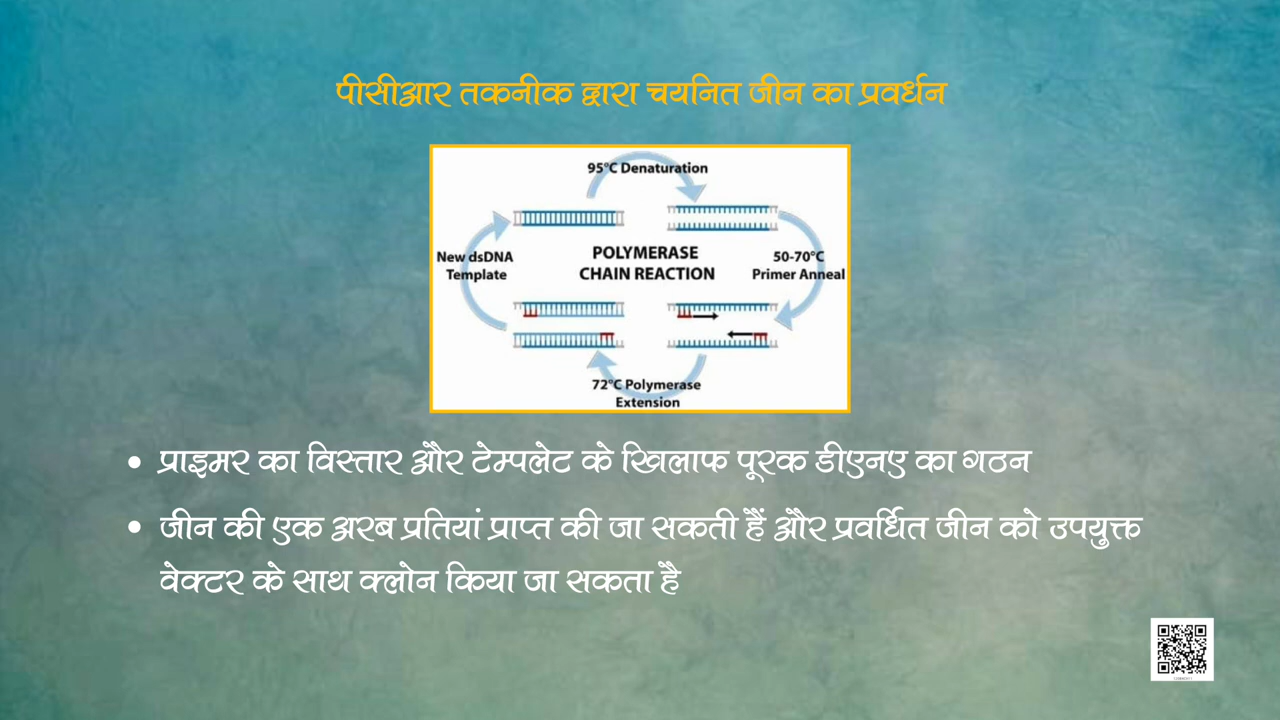 पीसीआर तकनीक द्वारा चयनित जीन का प्रवर्धन
95°C Denaturation
New dsDNA
Template
POLYMERASE
CHAIN REACTION
50-70°C
Primer Anneal
72°C Polymerase
Extension
• प्राइमर का विस्तार और टेम्पलेट के खिलाफ पूरक डीएनए का गठन
• जीन की एक अरब प्रतियां प्राप्त की जा सकती हैं और प्रवर्धित जीन को उपयुक्त
वेक्टर के साथ क्लोन किया जा सकता है